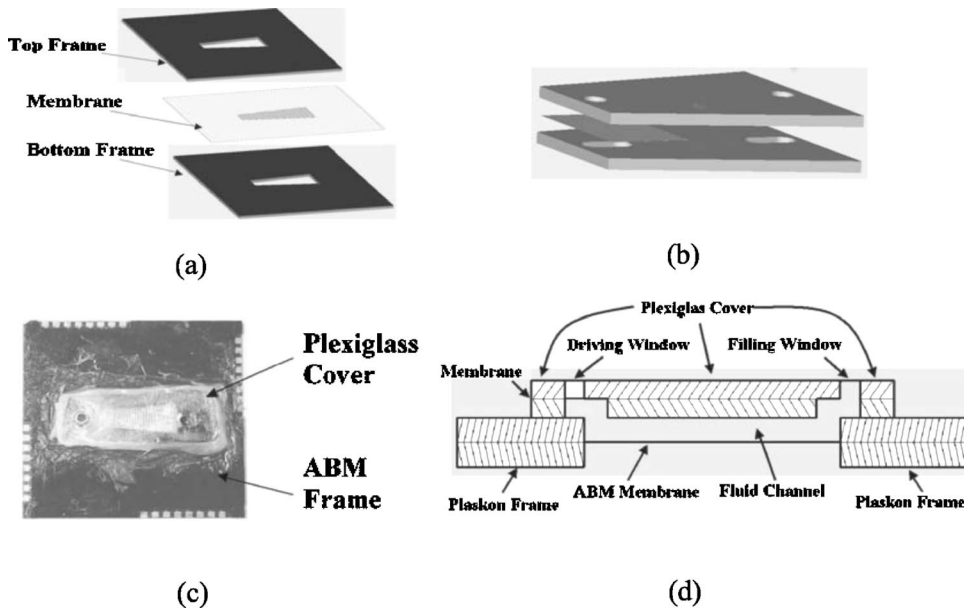 Top Frame
Membrane
Bottom Frame
(a)
(b)
Plexiglass
Cover
ABM
Frame
(c)
Plexiglas Cover
Driving Window
Filling Window
Membrane
Plaskon Frame
ABM Membrane
Fluid Channel
Plaskon Frame
(d)